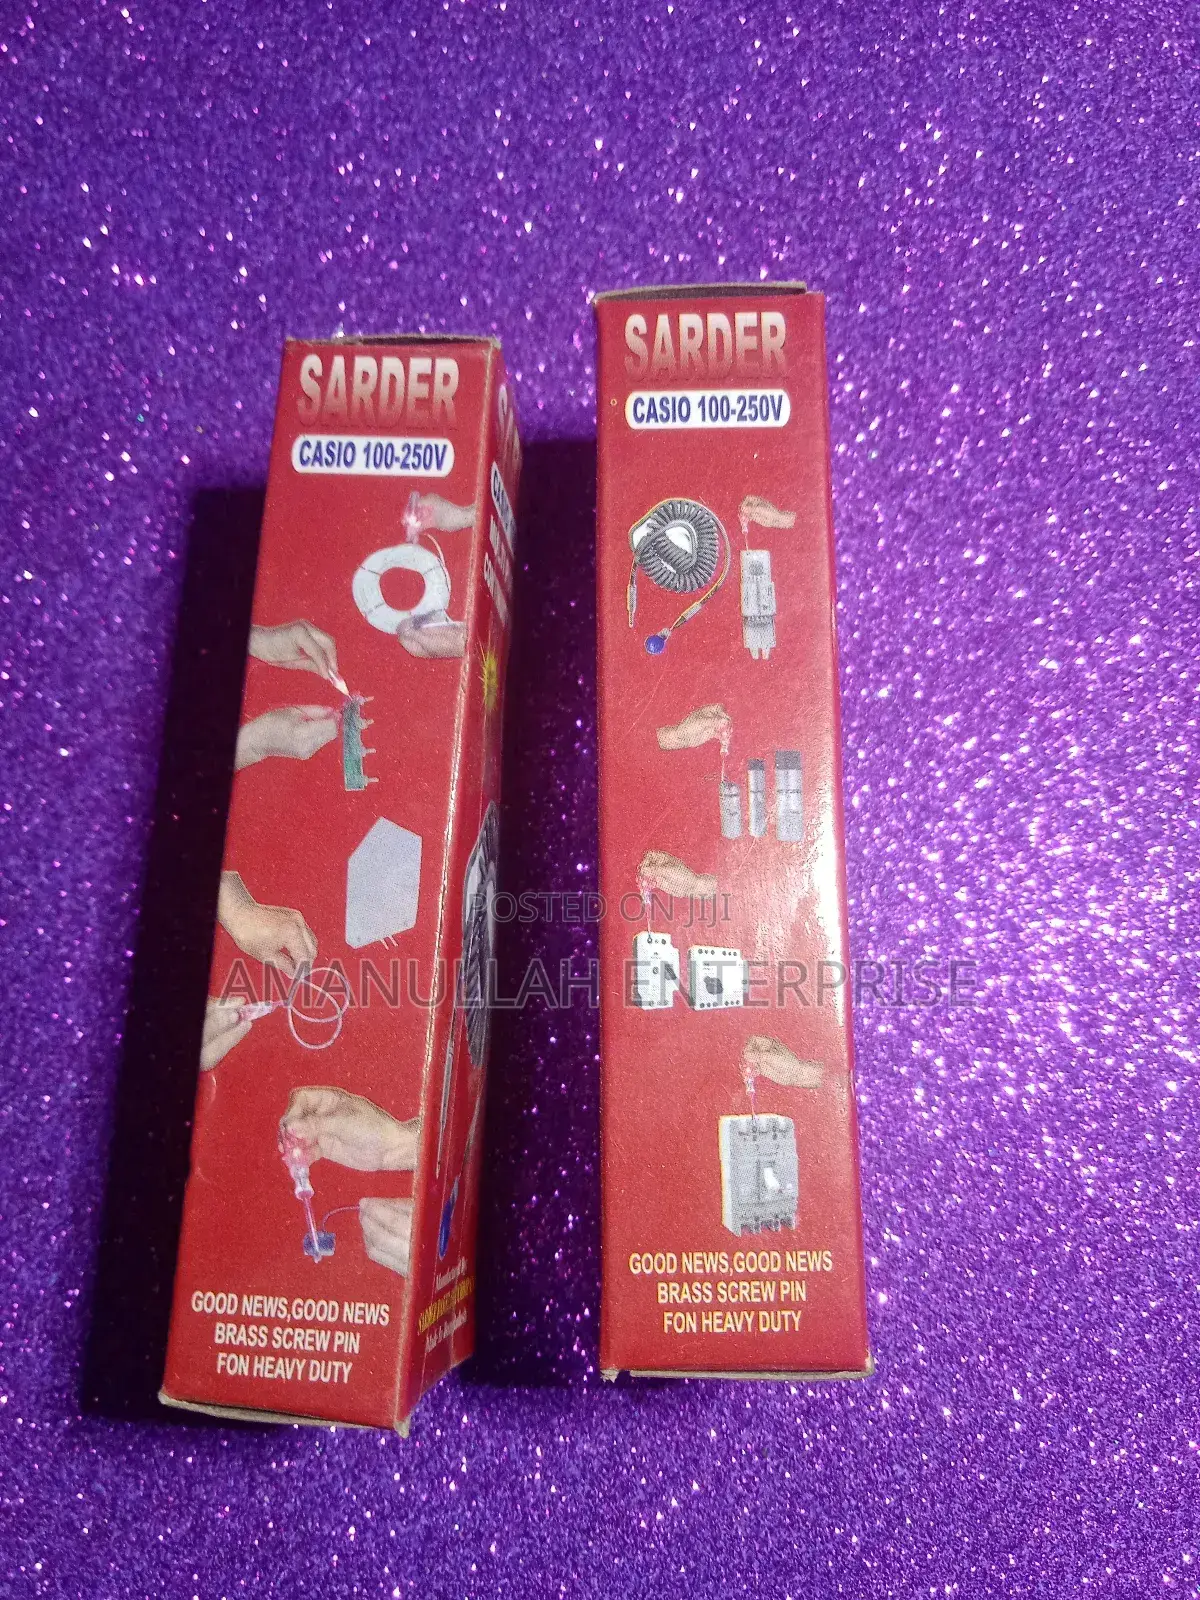 SARDER
CASIO 100-250V
GOOD NEWS,GOOD NEWS
BRASS SCREW PIN
FON HEAVY DUTY
SARDER
CASIO 100-250V
GOOD NEWS,GOOD NEWS
BRASS SCREW PIN
FON HEAVY DUTY
POSTED ON JIJI
AMANULLAH ENTERPRISE